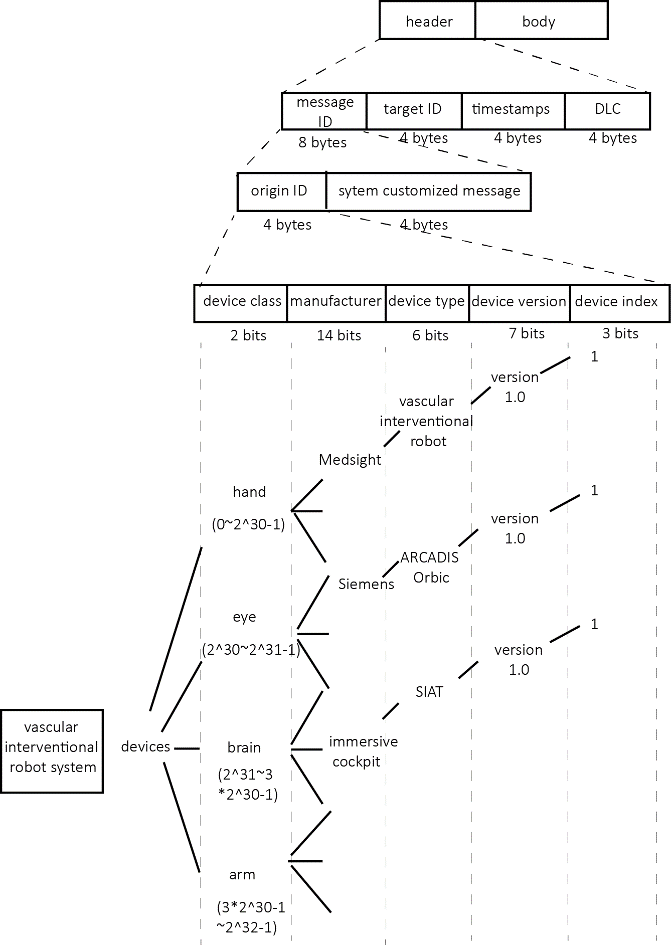 header body
message
ID
target ID timestamps DLC
8 bytes 4 bytes 4 bytes 4 bytes
origin ID sytem customized message
4 bytes 4 bytes
device class manufacturer device type device version device index
2 bits 14 bits 6 bits 7 bits 3 bits
1
version
1.0
vascular
interventional
robot
Medsight
hand
(0~2^30-1)
1
version
1.0
ARCADIS
Orbic
Siemens
eye
(2^30~2^31-1)
1
version
1.0
SIAT
immersive
cockpit
vascular
interventional
robot system
devices
brain
(2^31~3
*2^30-1)
arm
(3*2^30-1
~2^32-1)